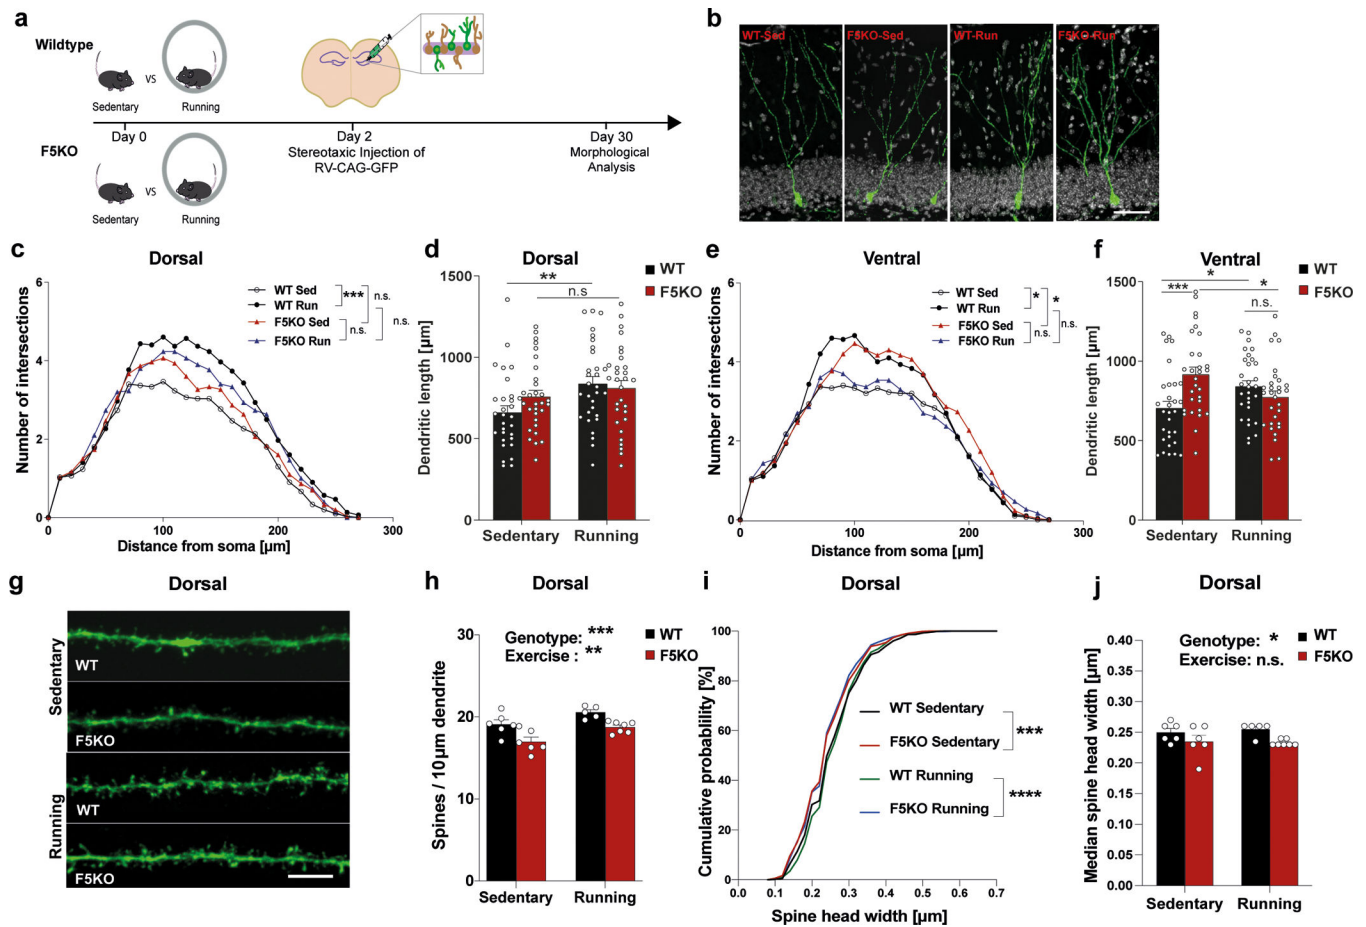 a
Wildtype
VS
Sedentary
Running
Day 0
Day 2
Stereotaxic Injection of
RV-CAG-GFP
Day 30
Morphological
Analysis
F5KO
VS
Sedentary
Running
b
WT-Sed
F5KO-Sed
WT-Run
F5KO-Run
c
Dorsal
Number of intersections
6
4
2
0
0
100
200
300
Distance from soma [µm]
WT Sed
WT Run
F5KO Sed
F5KO Run
***
n.s.
n.s.
n.s.
d
Dorsal
WT
F5KO
Dendritic length [µm]
1500
1000
500
0
**
n.s
Sedentary
Running
e
Ventral
Number of intersections
6
4
2
0
0
100
200
300
Distance from soma [µm]
WT Sed
WT Run
F5KO Sed
F5KO Run
*
*
n.s.
n.s.
f
Ventral
WT
F5KO
Dendritic length [µm]
1500
1000
500
0
*
***
*
n.s.
Sedentary
Running
g
Dorsal
Sedentary
Running
WT
F5KO
WT
F5KO
h
Dorsal
Spines / 10µm dendrite
30
20
10
0
Genotype: ***
Exercise : **
WT
F5KO
Sedentary
Running
i
Dorsal
Cumulative probability [%]
100
80
60
40
20
0
0.0
0.1
0.2
0.3
0.4
0.5
0.6
0.7
Spine head width [µm]
WT Sedentary
F5KO Sedentary
WT Running
F5KO Running
***
****
j
Dorsal
Median spine head width [µm]
0.40
0.35
0.30
0.25
0.20
0.15
0.10
0.05
0.00
Genotype: *
Exercise: n.s.
WT
F5KO
Sedentary
Running